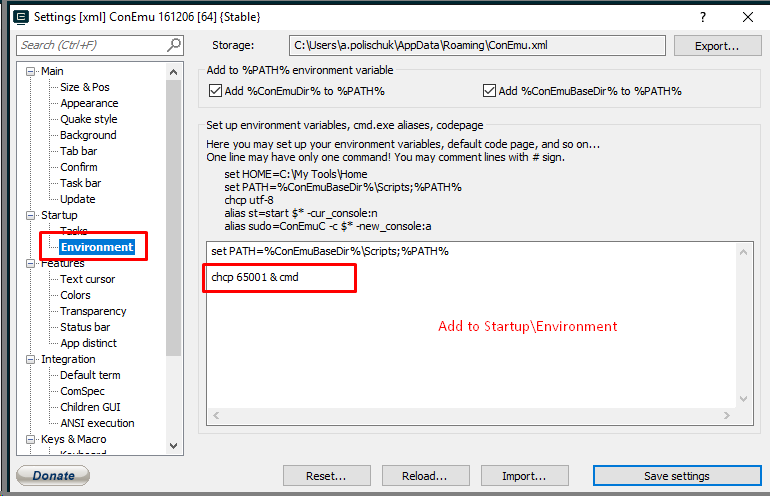 Settings [xml] ConEmu 161206 [64] {Stable}
Search (Ctrl+F)
Storage:
C:\Users\a.polischuk\AppData\Roaming\ConEmu.xml
Export...
Main
Size & Pos
Appearance
Quake style
Background
Tab bar
Confirm
Task bar
Update
Startup
Tasks
Environment
Features
Text cursor
Colors
Transparency
Status bar
App distinct
Integration
Default term
ComSpec
Children GUI
ANSI execution
Keys & Macro
Keyboard
Add to %PATH% environment variable
Add %ConEmuDir% to %PATH%
Add %ConEmuBaseDir% to %PATH%
Set up environment variables, cmd.exe aliases, codepage
Here you may set up your environment variables, default code page, and so on...
One line may have only one command! You may comment lines with # sign.
set HOME=C:\My Tools\Home
set PATH=%ConEmuBaseDir%\Scripts;%PATH%
chcp utf-8
alias st=start $* -cur_console:n
alias sudo=ConEmuC -c $* -new_console:a
set PATH=%ConEmuBaseDir%\Scripts;%PATH%
chcp 65001 & cmd
Add to Startup\Environment
Donate
Reset...
Reload...
Import...
Save settings